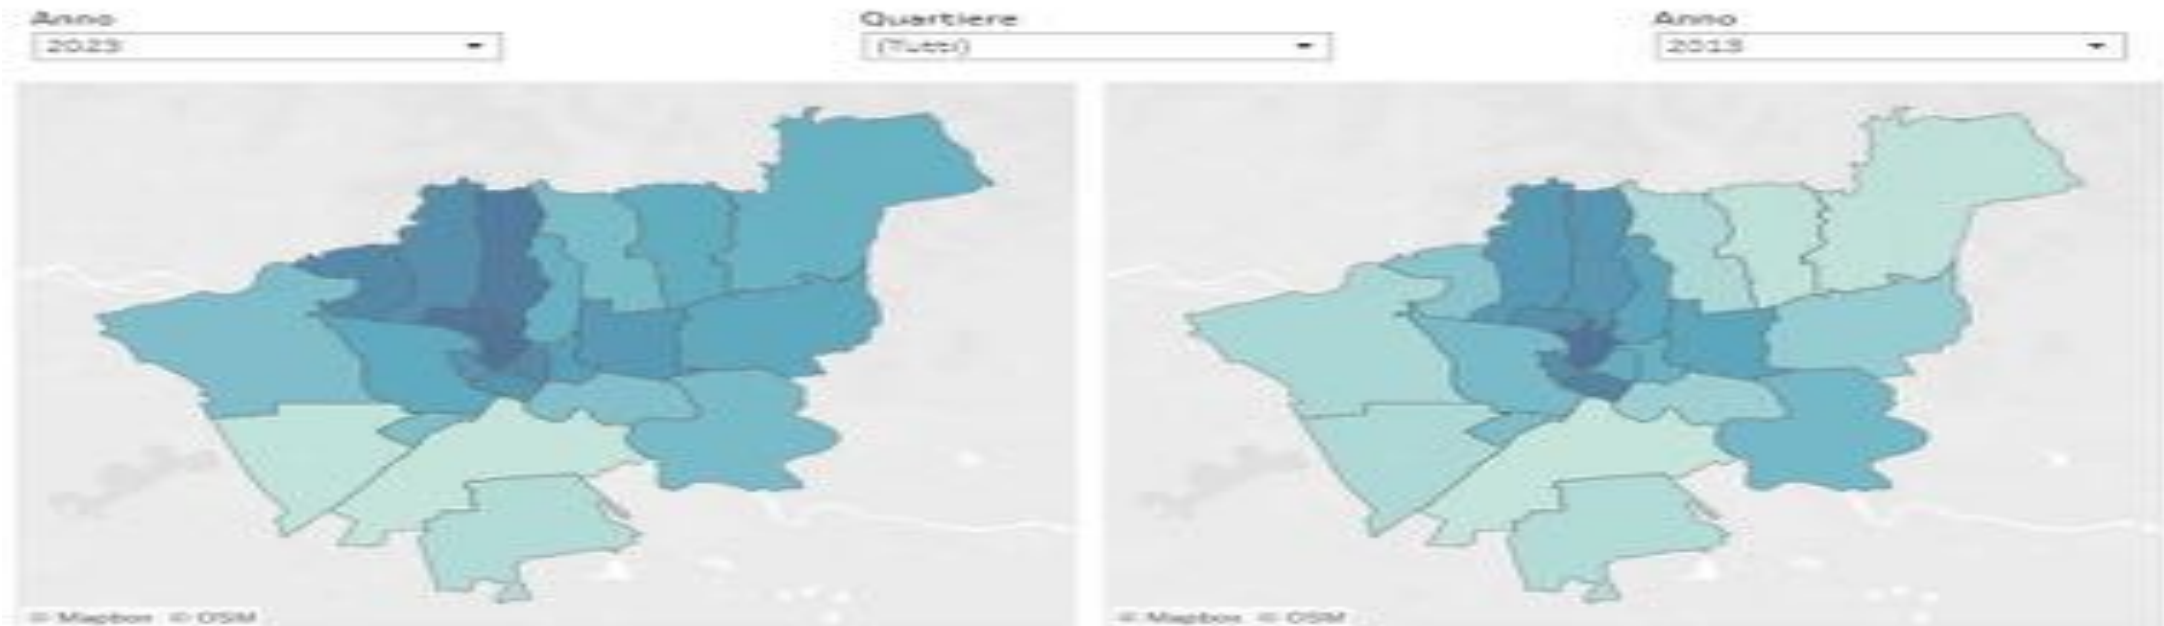 Anno
2023
Quartiere
(Tutti)
Anno
2013
© Mapbox © OSM
© Mapbox © OSM